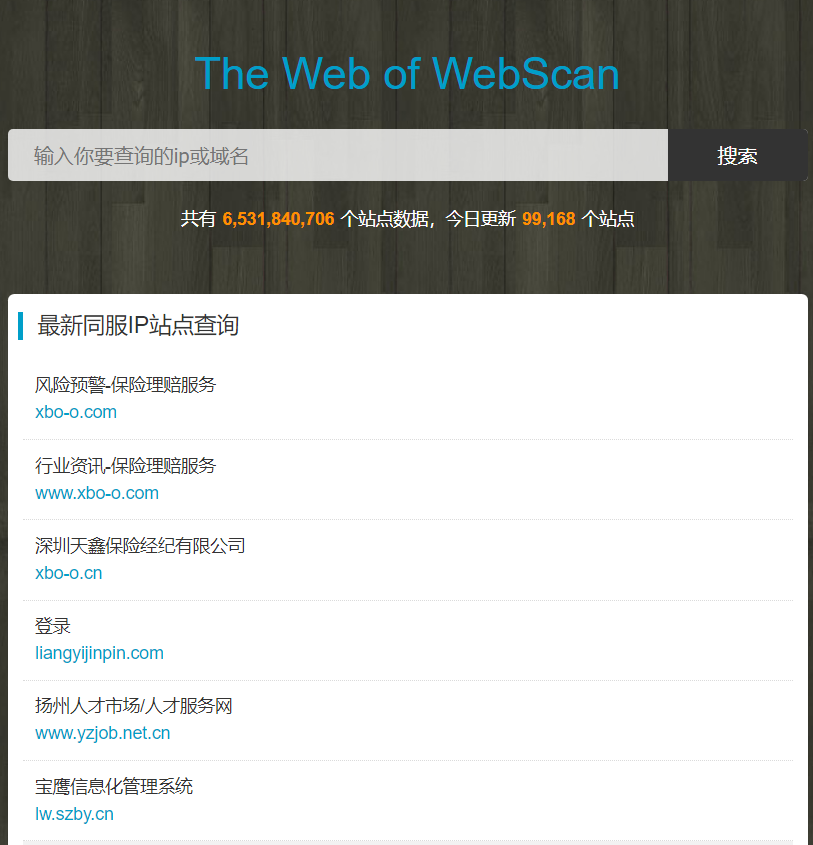 The Web of WebScan
输入你要查询的ip或域名
搜索
共有 6,531,840,706 个站点数据，今日更新 99,168 个站点
最新同服IP站点查询
风险预警-保险理赔服务
xbo-o.com
行业资讯-保险理赔服务
www.xbo-o.com
深圳天鑫保险经纪有限公司
xbo-o.cn
登录
liangyijinpin.com
扬州人才市场/人才服务网
www.yzjob.net.cn
宝鹰信息化管理系统
lw.szby.cn